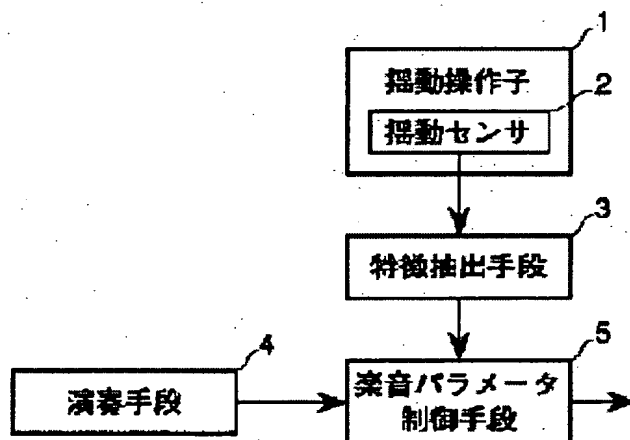 1
揺動操作子
2
揺動センサ
3
特徴抽出手段
4
演奏手段
5
楽音パラメータ
制御手段